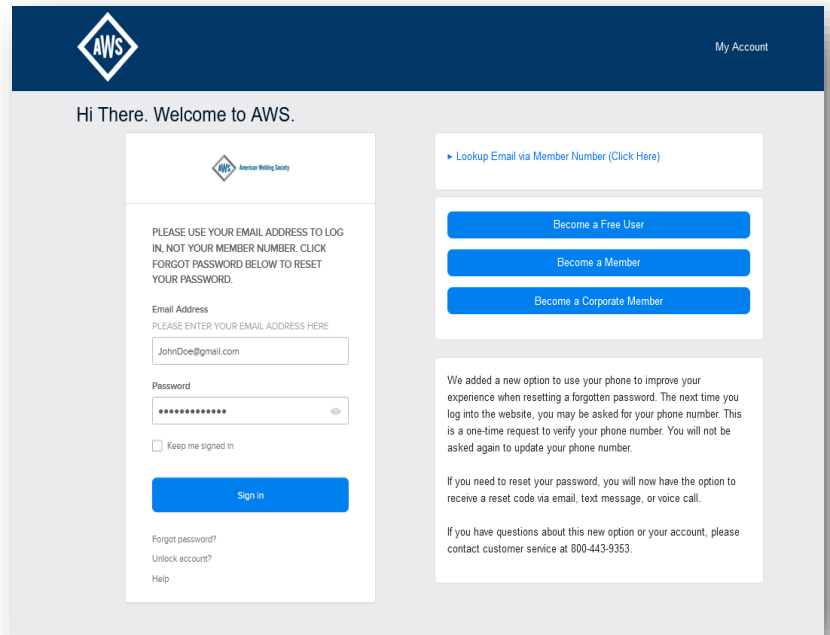 AWS
My Account
Hi There. Welcome to AWS.
AWS American Welding Society
PLEASE USE YOUR EMAIL ADDRESS TO LOG
IN, NOT YOUR MEMBER NUMBER. CLICK
FORGOT PASSWORD BELOW TO RESET
YOUR PASSWORD.
Email Address
PLEASE ENTER YOUR EMAIL ADDRESS HERE
JohnDoe@gmail.com
Password
•••••••••••••
Keep me signed in
Sign in
Forgot password?
Unlock account?
Help
Lookup Email via Member Number (Click Here)
Become a Free User
Become a Member
Become a Corporate Member
We added a new option to use your phone to improve your
experience when resetting a forgotten password. The next time you
log into the website, you may be asked for your phone number. This
is a one-time request to verify your phone number. You will not be
asked again to update your phone number.
If you need to reset your password, you will now have the option to
receive a reset code via email, text message, or voice call.
If you have questions about this new option or your account, please
contact customer service at 800-443-9353.